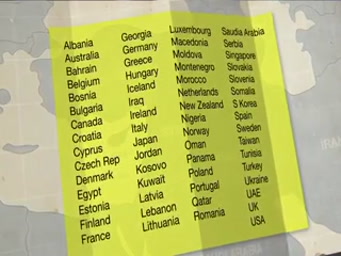 Albania
Australia
Bahrain
Belgium
Bosnia
Bulgaria
Canada
Croatia
Cyprus
Czech Rep
Denmark
Egypt
Estonia
Finland
France
Georgia
Germany
Greece
Hungary
Iceland
Iraq
Ireland
Italy
Japan
Jordan
Kosovo
Kuwait
Latvia
Lebanon
Lithuania
Luxembourg
Macedonia
Moldova
Montenegro
Morocco
Netherlands
New Zealand
Nigeria
Norway
Oman
Panama
Poland
Portugal
Qatar
Romania
Saudia Arabia
Serbia
Singapore
Slovakia
Slovenia
Somalia
S Korea
Spain
Sweden
Taiwan
Tunisia
Turkey
Ukraine
UAE
UK
USA